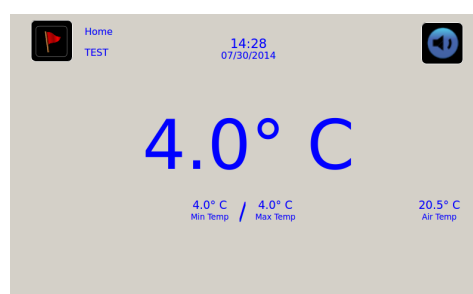 Home
TEST
14:28
07/30/2014
4.0° C
4.0° C / 4.0° C
Min Temp Max Temp
20.5° C
Air Temp